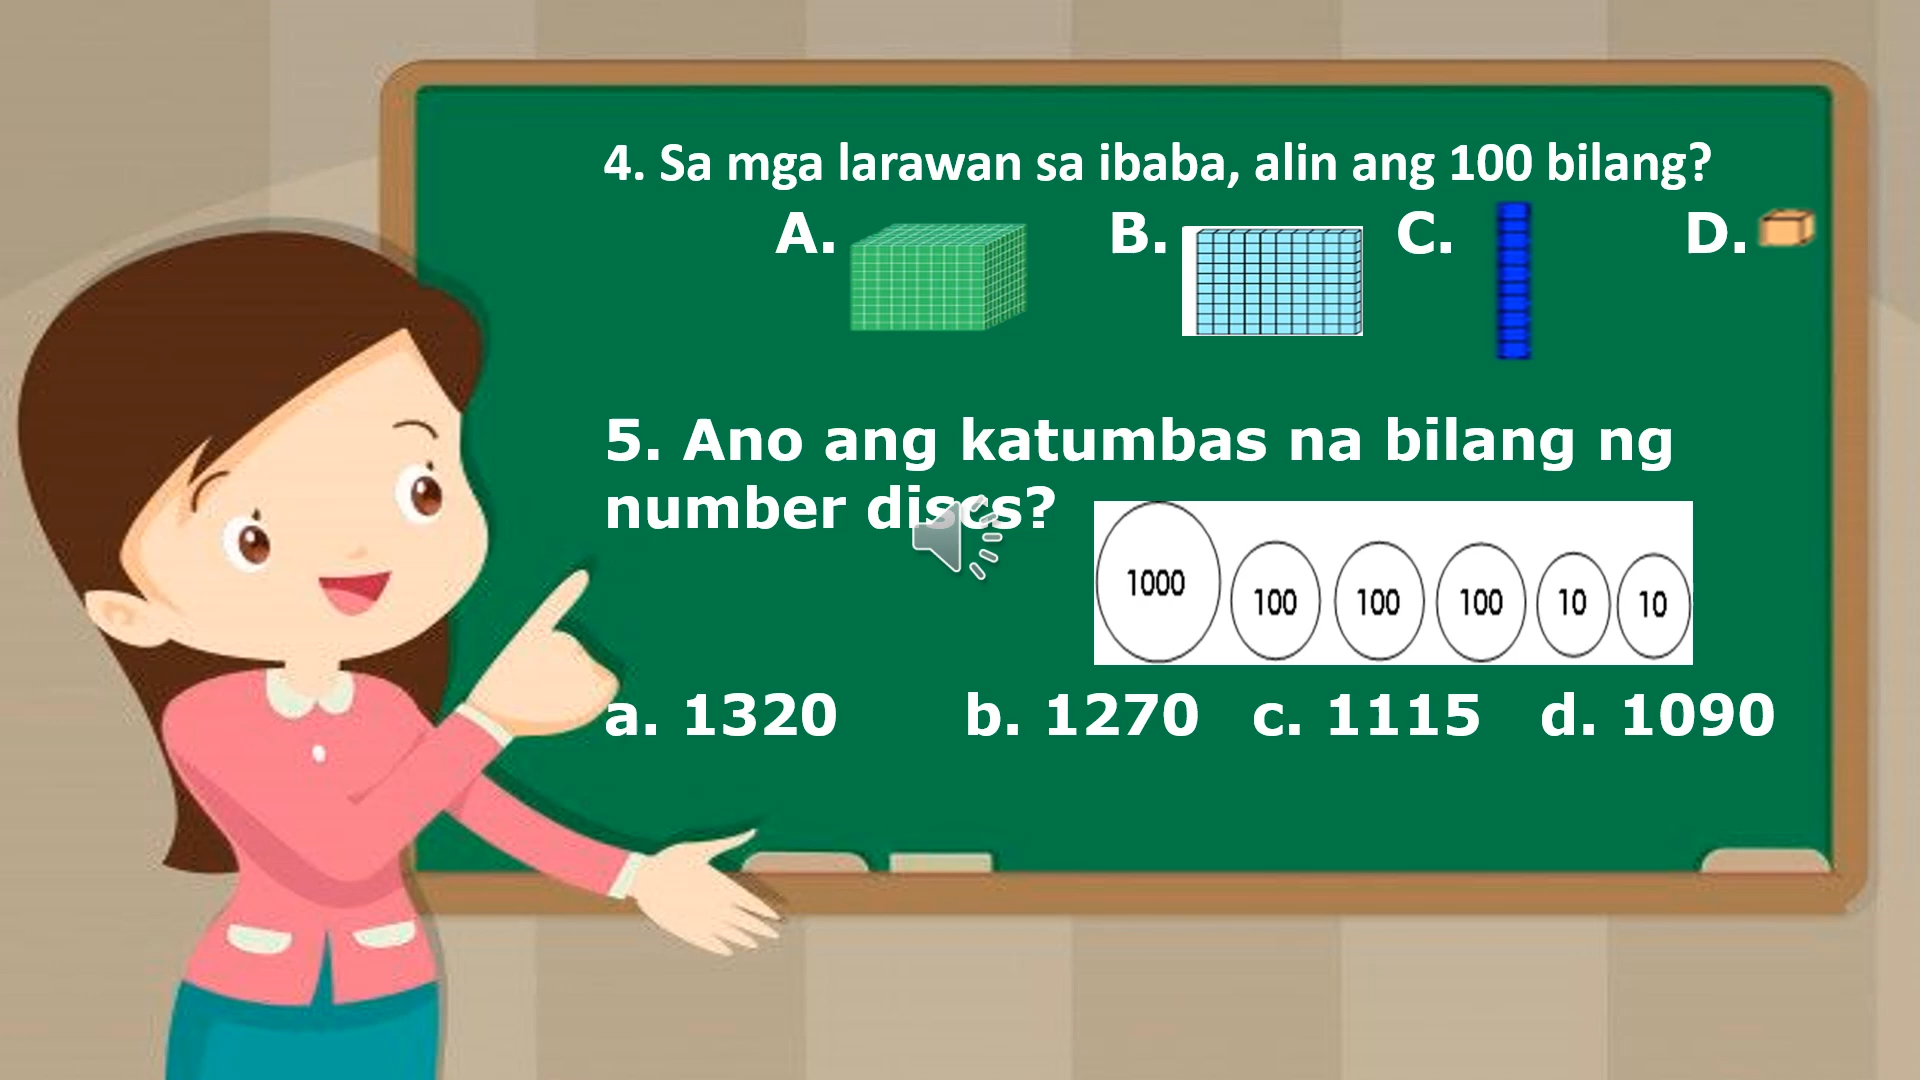 4. Sa mga larawan sa ibaba, alin ang 100 bilang?
A. B. C. D.
5. Ano ang katumbas na bilang ng
number discs?
1000 100 100 100 10 10
a. 1320 b. 1270 c. 1115 d. 1090